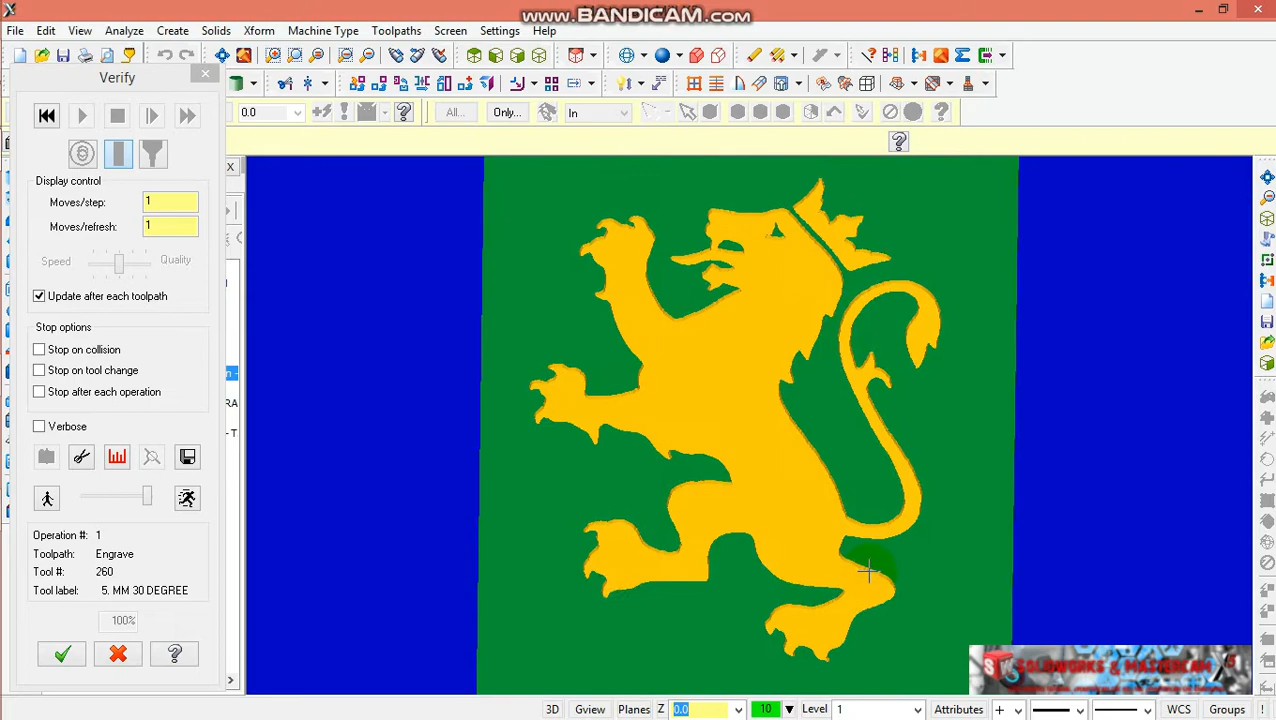 WWW.BANDICAM.COM
File Edit View Analyze Create Solids Xform Machine Type Toolpaths Screen Settings Help
Verify
0.0
All... Only... In
Display control
Moves/step: 1
Moves/refresh: 1
Speed Quality
Update after each toolpath
Stop options
Stop on collision
Stop on tool change
Stop after each operation
Verbose
Operation #: 1
Toolpath: Engrave
Tool #: 260
Tool label: 5. MM 30 DEGREE
100%
RA
- T
SOLIDWORKS & MASTERCAM
3D Gview Planes Z 0.0 10 Level 1 Attributes WCS Groups